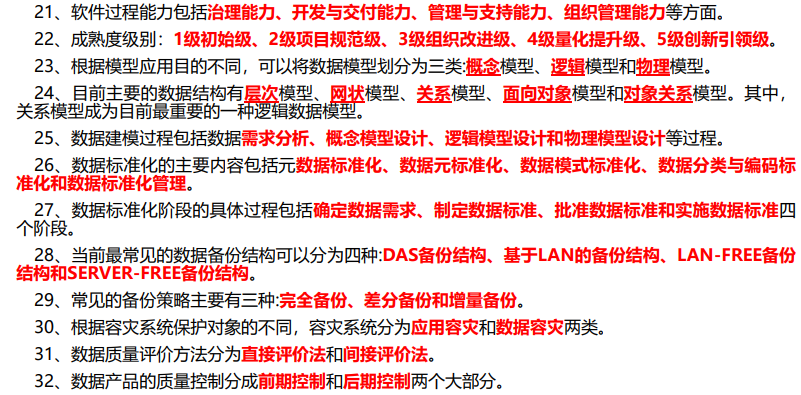 21、软件过程能力包括治理能力、开发与交付能力、管理与支持能力、组织管理能力等方面。
22、成熟度级别：1级初始级、2级项目规范级、3级组织改进级、4级量化提升级、5级创新引领级。
23、根据模型应用目的不同，可以将数据模型划分为三类:概念模型、逻辑模型和物理模型。
24、目前主要的数据结构有层次模型、网状模型、关系模型、面向对象模型和对象关系模型。其中，
关系模型成为目前最重要的一种逻辑数据模型。
25、数据建模过程包括数据需求分析、概念模型设计、逻辑模型设计和物理模型设计等过程。
26、数据标准化的主要内容包括元数据标准化、数据元标准化、数据模式标准化、数据分类与编码标
准化和数据标准化管理。
27、数据标准化阶段的具体过程包括确定数据需求、制定数据标准、批准数据标准和实施数据标准四
个阶段。
28、当前最常见的数据备份结构可以分为四种:DAS备份结构、基于LAN的备份结构、LAN-FREE备份
结构和SERVER-FREE备份结构。
29、常见的备份策略主要有三种:完全备份、差分备份和增量备份。
30、根据容灾系统保护对象的不同，容灾系统分为应用容灾和数据容灾两类。
31、数据质量评价方法分为直接评价法和间接评价法。
32、数据产品的质量控制分成前期控制和后期控制两个大部分。